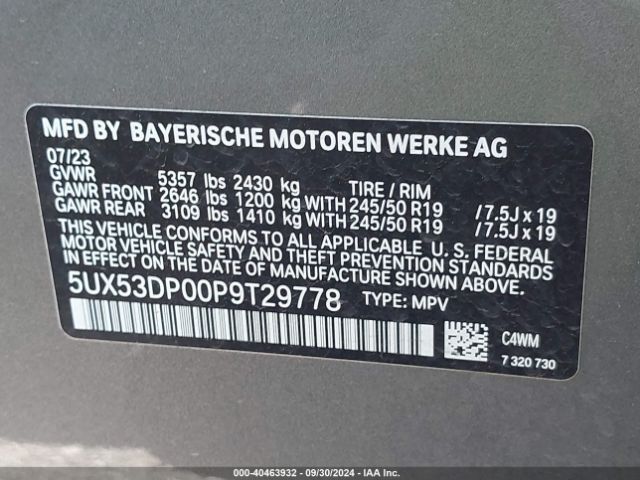 MFD BY BAYERISCHE MOTOREN WERKE AG
07/23
GVWR 5357 lbs 2430 kg TIRE / RIM
GAWR FRONT 2646 lbs 1200 kg WITH 245/50 R19 /7.5J x 19
GAWR REAR 3109 lbs 1410 kg WITH 245/50 R19 /7.5J x 19
THIS VEHICLE CONFORMS TO ALL APPLICABLE U. S. FEDERAL
MOTOR VEHICLE SAFETY AND THEFT PREVENTION STANDARDS
IN EFFECT ON THE DATE OF MANUFACTURE SHOWN ABOVE.
5UX53DP00P9T29778 TYPE: MPV
C4WM
7 320 730
000-40463932 - 09/30/2024 - IAAI.COM